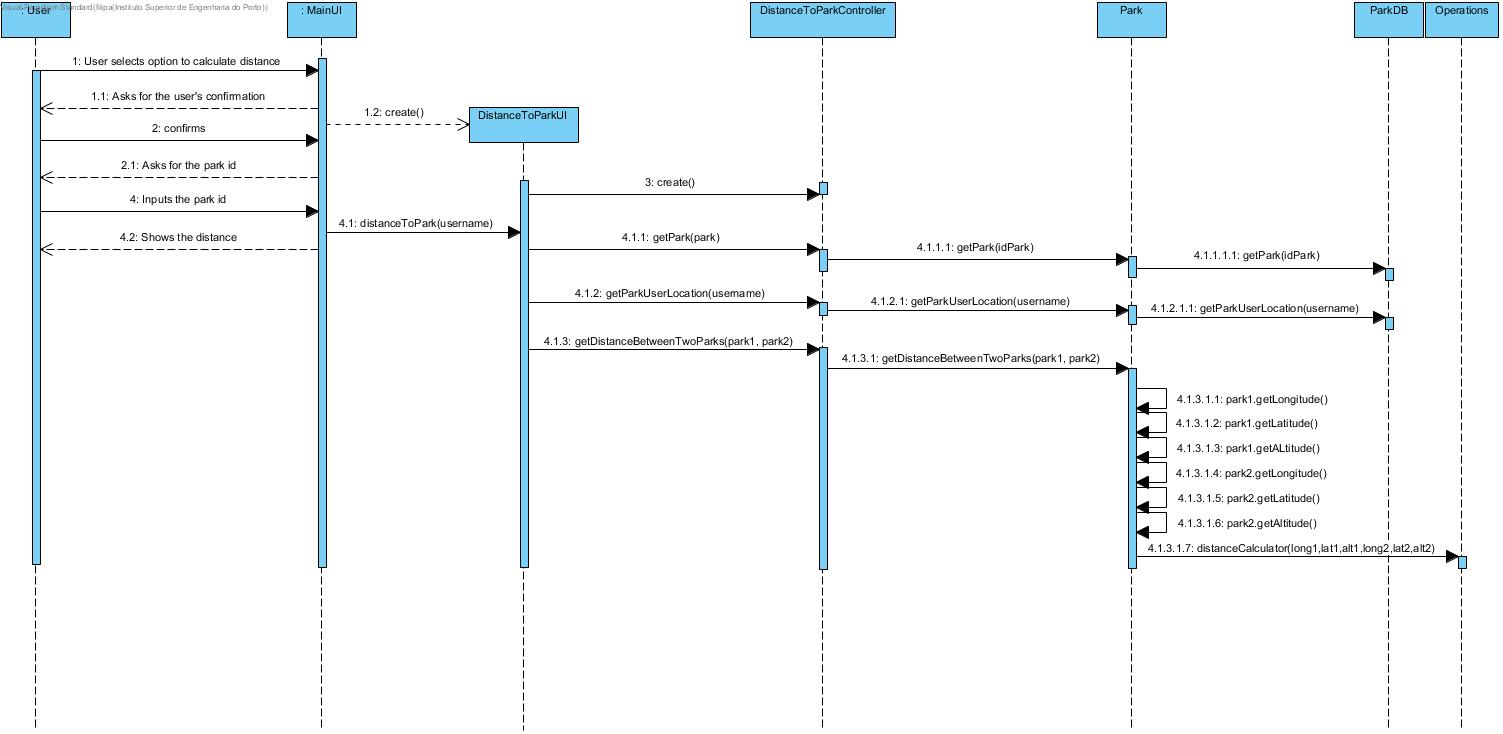 Visual Paradigm Standard(filipa(Instituto Superior de Engenharia do Porto))
: User
: MainUI
DistanceToParkController
Park
ParkDB
Operations
1: User selects option to calculate distance
1.1: Asks for the user's confirmation
1.2: create()
DistanceToParkUI
2: confirms
2.1: Asks for the park id
3: create()
4: Inputs the park id
4.1: distanceToPark(username)
4.2: Shows the distance
4.1.1: getPark(park)
4.1.1.1: getPark(idPark)
4.1.1.1.1: getPark(idPark)
4.1.2: getParkUserLocation(username)
4.1.2.1: getParkUserLocation(username)
4.1.2.1.1: getParkUserLocation(username)
4.1.3: getDistanceBetweenTwoParks(park1, park2)
4.1.3.1: getDistanceBetweenTwoParks(park1, park2)
4.1.3.1.1: park1.getLongitude()
4.1.3.1.2: park1.getLatitude()
4.1.3.1.3: park1.getALtitude()
4.1.3.1.4: park2.getLongitude()
4.1.3.1.5: park2.getLatitude()
4.1.3.1.6: park2.getAltitude()
4.1.3.1.7: distanceCalculator(long1,lat1,alt1,long2,lat2,alt2)